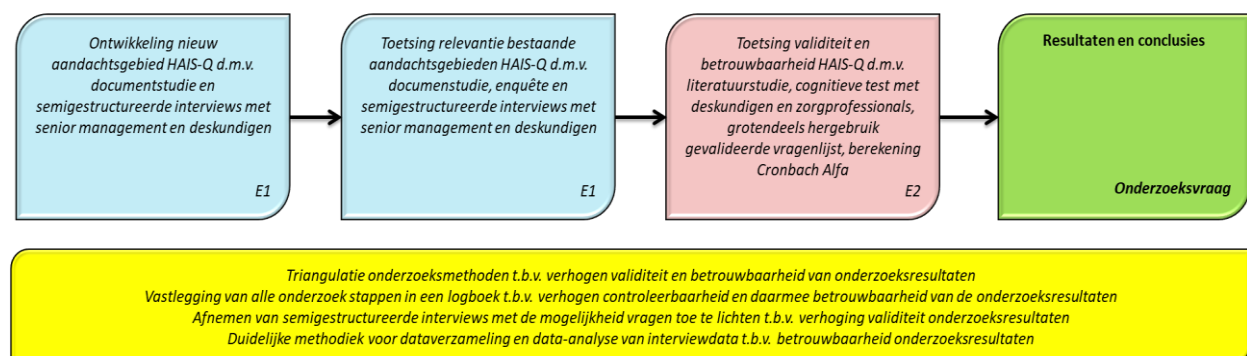 Ontwikkeling nieuw
aandachtsgebied HAIS-Q d.m.v.
documentstudie en
semigestructureerde interviews met
senior management en deskundigen
E1
Toetsing relevantie bestaande
aandachtsgebieden HAIS-Q d.m.v.
documenstudie, enquête en
semigestructureerde interviews met
senior management en deskundigen
E1
Toetsing validiteit en
betrouwbaarheid HAIS-Q d.m.v.
literatuurstudie, cognitieve test met
deskundigen en zorgprofessionals,
grotendeels hergebruik
gevalideerde vragenlijst, berekening
Cronbach Alfa
E2
Resultaten en conclusies
Onderzoeksvraag
Triangulatie onderzoeksmethoden t.b.v. verhogen validiteit en betrouwbaarheid van onderzoeksresultaten
Vastlegging van alle onderzoek stappen in een logboek t.b.v. verhogen controleerbaarheid en daarmee betrouwbaarheid van de onderzoeksresultaten
Afnemen van semigestructureerde interviews met de mogelijkheid vragen toe te lichten t.b.v. verhoging validiteit onderzoeksresultaten
Duidelijke methodiek voor dataverzameling en data-analyse van interviewdata t.b.v. betrouwbaarheid onderzoeksresultaten